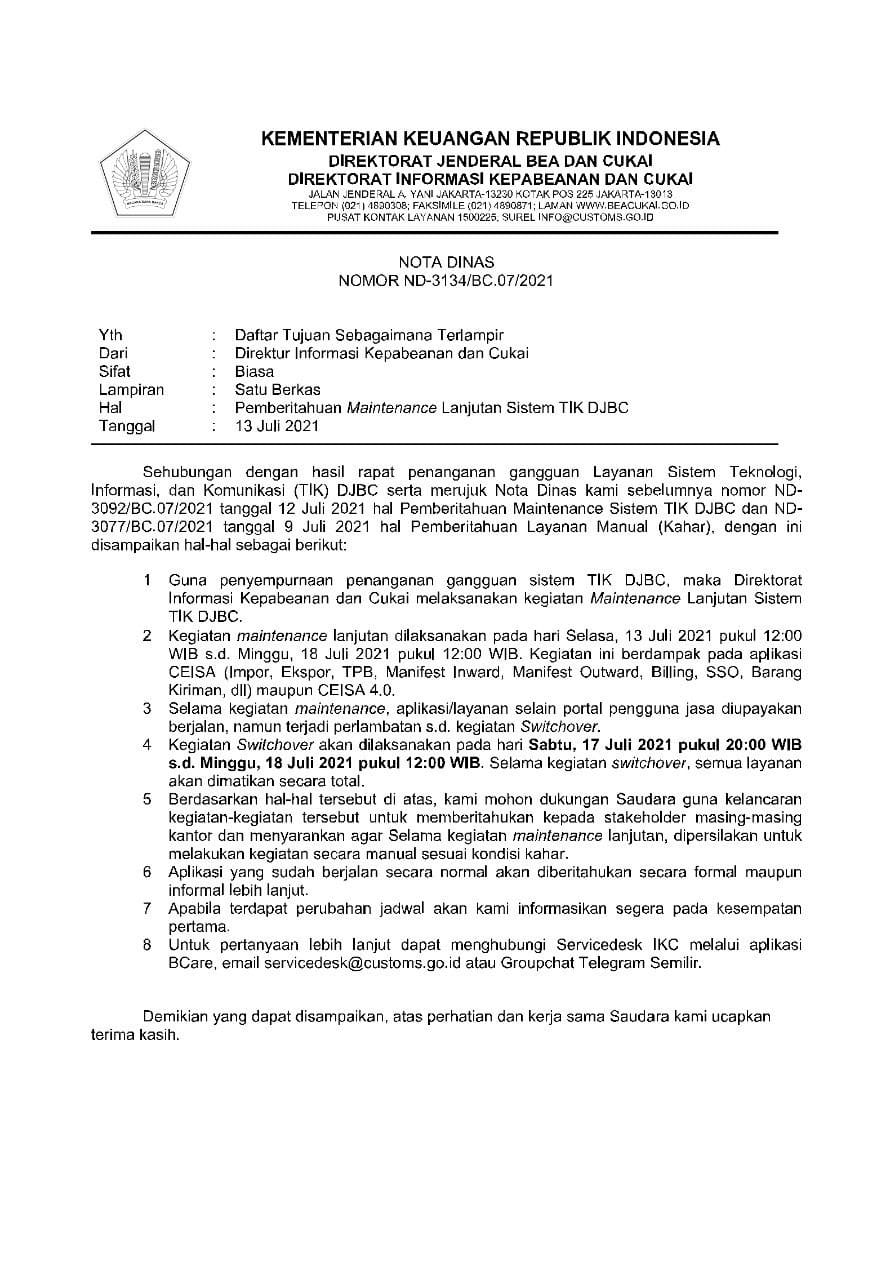 KEMENTERIAN KEUANGAN REPUBLIK INDONESIA
DIREKTORAT JENDERAL BEA DAN CUKAI
DIREKTORAT INFORMASI KEPABEANAN DAN CUKAI
JALAN JENDERAL A. YANI JAKARTA-13230 KOTAK POS 225 JAKARTA-13013
TELEPON (021) 4890308; FAKSIMILE (021) 4890871; LAMAN WWW.BEACUKAI.GO.ID
PUSAT KONTAK LAYANAN 1500225; SUREL INFO@CUSTOMS.GO.ID
NOTA DINAS
NOMOR ND-3134/BC.07/2021
Yth : Daftar Tujuan Sebagaimana Terlampir
Dari : Direktur Informasi Kepabeanan dan Cukai
Sifat : Biasa
Lampiran : Satu Berkas
Hal : Pemberitahuan Maintenance Lanjutan Sistem TIK DJBC
Tanggal : 13 Juli 2021
Sehubungan dengan hasil rapat penanganan gangguan Layanan Sistem Teknologi,
Informasi, dan Komunikasi (TIK) DJBC serta merujuk Nota Dinas kami sebelumnya nomor ND-
3092/BC.07/2021 tanggal 12 Juli 2021 hal Pemberitahuan Maintenance Sistem TIK DJBC dan ND-
3077/BC.07/2021 tanggal 9 Juli 2021 hal Pemberitahuan Layanan Manual (Kahar), dengan ini
disampaikan hal-hal sebagai berikut:
1 Guna penyempurnaan penanganan gangguan sistem TIK DJBC, maka Direktorat
Informasi Kepabeanan dan Cukai melaksanakan kegiatan Maintenance Lanjutan Sistem
TIK DJBC.
2 Kegiatan maintenance lanjutan dilaksanakan pada hari Selasa, 13 Juli 2021 pukul 12:00
WIB s.d. Minggu, 18 Juli 2021 pukul 12:00 WIB. Kegiatan ini berdampak pada aplikasi
CEISA (Impor, Ekspor, TPB, Manifest Inward, Manifest Outward, Billing, SSO, Barang
Kiriman, dll) maupun CEISA 4.0.
3 Selama kegiatan maintenance, aplikasi/layanan selain portal pengguna jasa diupayakan
berjalan, namun terjadi perlambatan s.d. kegiatan Switchover.
4 Kegiatan Switchover akan dilaksanakan pada hari Sabtu, 17 Juli 2021 pukul 20:00 WIB
s.d. Minggu, 18 Juli 2021 pukul 12:00 WIB. Selama kegiatan switchover, semua layanan
akan dimatikan secara total.
5 Berdasarkan hal-hal tersebut di atas, kami mohon dukungan Saudara guna kelancaran
kegiatan-kegiatan tersebut untuk memberitahukan kepada stakeholder masing-masing
kantor dan menyarankan agar Selama kegiatan maintenance lanjutan, dipersilakan untuk
melakukan kegiatan secara manual sesuai kondisi kahar.
6 Aplikasi yang sudah berjalan secara normal akan diberitahukan secara formal maupun
informal lebih lanjut.
7 Apabila terdapat perubahan jadwal akan kami informasikan segera pada kesempatan
pertama.
8 Untuk pertanyaan lebih lanjut dapat menghubungi Servicedesk IKC melalui aplikasi
BCare, email servicedesk@customs.go.id atau Groupchat Telegram Semilir.
Demikian yang dapat disampaikan, atas perhatian dan kerja sama Saudara kami ucapkan
terima kasih.